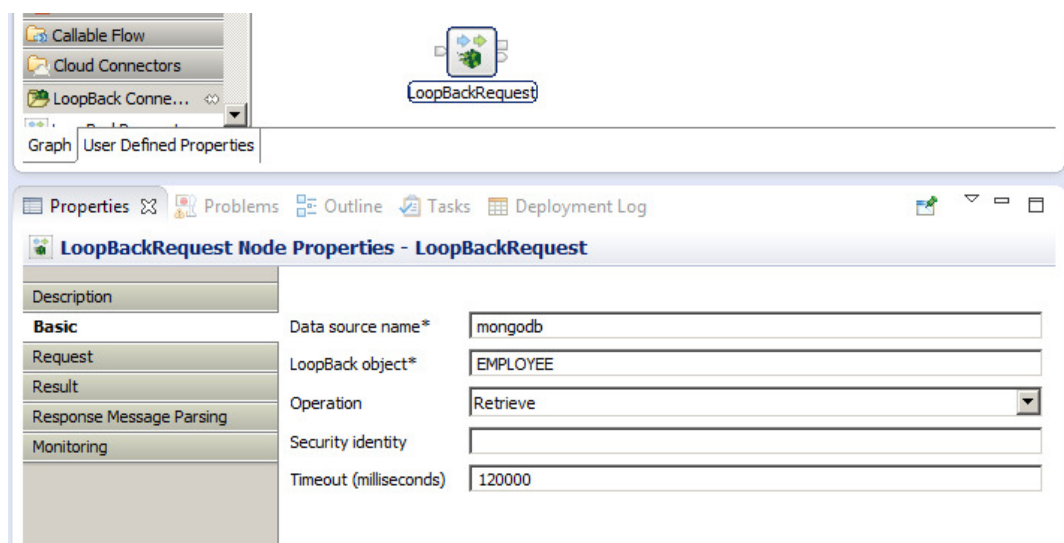 Callable Flow
Cloud Connectors
LoopBack Conne...
LoopBackRequest
Graph User Defined Properties
Properties Problems Outline Tasks Deployment Log
LoopBackRequest Node Properties - LoopBackRequest
Description
Basic
Data source name* mongodb
Request
LoopBack object* EMPLOYEE
Result
Operation Retrieve
Response Message Parsing
Monitoring
Security identity
Timeout (milliseconds) 120000